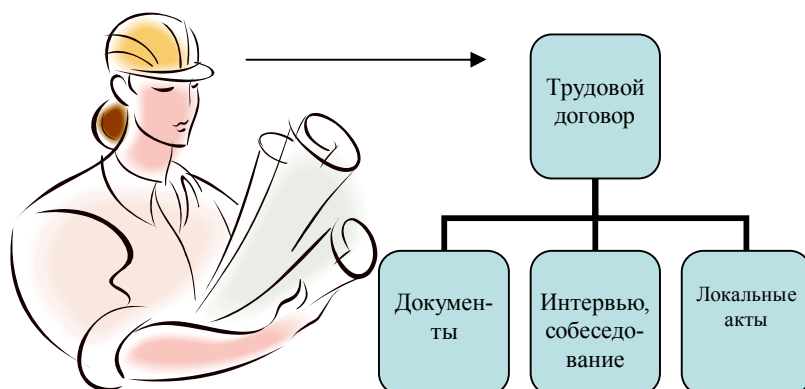 Трудовой
договор
Докумен-
ты
Интервью,
собеседо-
вание
Локальные
акты